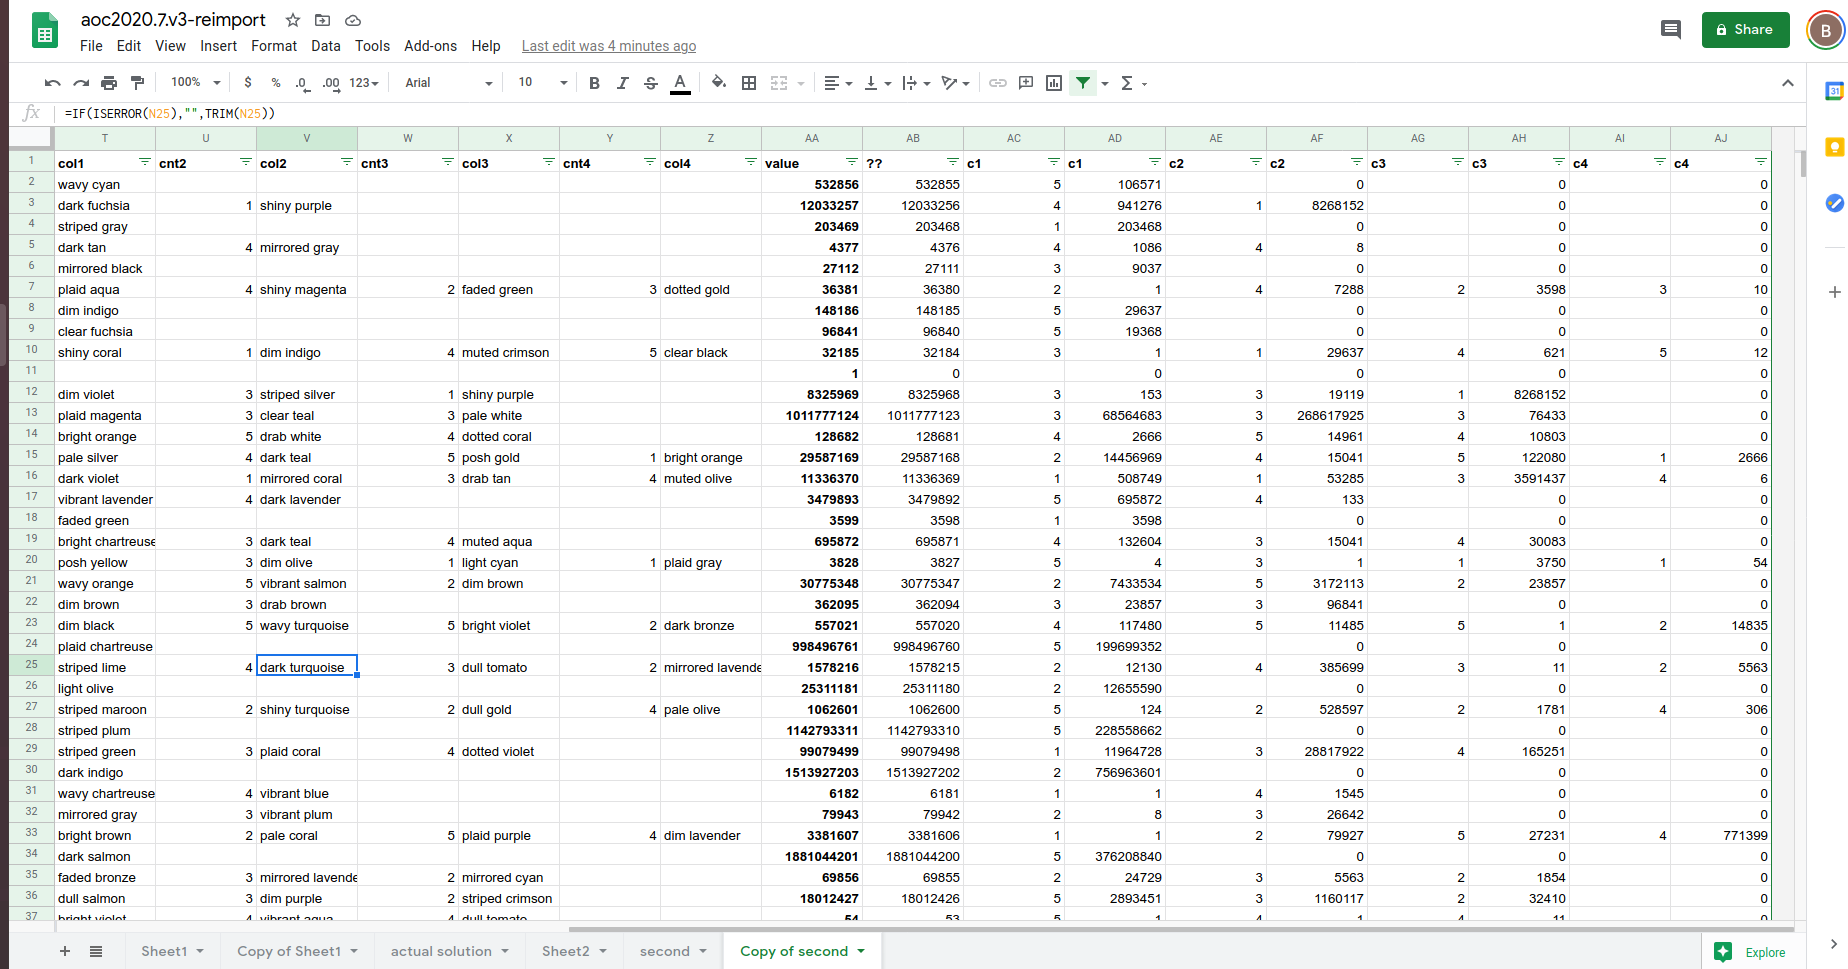 aoc2020.7.v3-reimport
File Edit View Insert Format Data Tools Add-ons Help Last edit was 4 minutes ago
Share
B
100% $ % .0 .00 123 Arial 10 B I S A Σ
31
fx =IF(ISERROR(N25),"",TRIM(N25))
T U V W X Y Z AA AB AC AD AE AF AG AH AI AJ
1 col1 cnt2 col2 cnt3 col3 cnt4 col4 value ?? c1 c1 c2 c2 c3 c3 c4 c4
2 wavy cyan 532856 532855 5 106571 0 0 0
3 dark fuchsia 1 shiny purple 12033257 12033256 4 941276 1 8268152 0 0
4 striped gray 203469 203468 1 203468 0 0 0
5 dark tan 4 mirrored gray 4377 4376 4 1086 4 8 0 0
6 mirrored black 27112 27111 3 9037 0 0 0
7 plaid aqua 4 shiny magenta 2 faded green 3 dotted gold 36381 36380 2 1 4 7288 2 3598 3 10
8 dim indigo 148186 148185 5 29637 0 0 0
9 clear fuchsia 96841 96840 5 19368 0 0 0
10 shiny coral 1 dim indigo 4 muted crimson 5 clear black 32185 32184 3 1 1 29637 4 621 5 12
11 1 0 0 0 0 0
12 dim violet 3 striped silver 1 shiny purple 8325969 8325968 3 153 3 19119 1 8268152 0
13 plaid magenta 3 clear teal 3 pale white 1011777124 1011777123 3 68564683 3 268617925 3 76433 0
14 bright orange 5 drab white 4 dotted coral 128682 128681 4 2666 5 14961 4 10803 0
15 pale silver 4 dark teal 5 posh gold 1 bright orange 29587169 29587168 2 14456969 4 15041 5 122080 1 2666
16 dark violet 1 mirrored coral 3 drab tan 4 muted olive 11336370 11336369 1 508749 1 53285 3 3591437 4 6
17 vibrant lavender 4 dark lavender 3479893 3479892 5 695872 4 133 0 0
18 faded green 3599 3598 1 3598 0 0 0
19 bright chartreuse 3 dark teal 4 muted aqua 695872 695871 4 132604 3 15041 4 30083 0
20 posh yellow 3 dim olive 1 light cyan 1 plaid gray 3828 3827 5 4 3 1 1 3750 1 54
21 wavy orange 5 vibrant salmon 2 dim brown 30775348 30775347 2 7433534 5 3172113 2 23857 0
22 dim brown 3 drab brown 362095 362094 3 23857 3 96841 0 0
23 dim black 5 wavy turquoise 5 bright violet 2 dark bronze 557021 557020 4 117480 5 11485 5 1 2 14835
24 plaid chartreuse 998496761 998496760 5 199699352 0 0 0
25 striped lime 4 dark turquoise 3 dull tomato 2 mirrored lavende 1578216 1578215 2 12130 4 385699 3 11 2 5563
26 light olive 25311181 25311180 2 12655590 0 0 0
27 striped maroon 2 shiny turquoise 2 dull gold 4 pale olive 1062601 1062600 5 124 2 528597 2 1781 4 306
28 striped plum 1142793311 1142793310 5 228558662 0 0 0
29 striped green 3 plaid coral 4 dotted violet 99079499 99079498 1 11964728 3 28817922 4 165251 0
30 dark indigo 1513927203 1513927202 2 756963601 0 0 0
31 wavy chartreuse 4 vibrant blue 6182 6181 1 1 4 1545 0 0
32 mirrored gray 3 vibrant plum 79943 79942 2 8 3 26642 0 0
33 bright brown 2 pale coral 5 plaid purple 4 dim lavender 3381607 3381606 1 1 2 79927 5 27231 4 771399
34 dark salmon 1881044201 1881044200 5 376208840 0 0 0
35 faded bronze 3 mirrored lavende 2 mirrored cyan 69856 69855 2 24729 3 5563 2 1854 0
36 dull salmon 3 dim purple 2 striped crimson 18012427 18012426 5 2893451 3 1160117 2 32410 0
37 bright violet 4 vibrant aqua 4 dull tomato 54 53 5 1 4 1 4 11 0
Sheet1 Copy of Sheet1 actual solution Sheet2 second Copy of second Explore